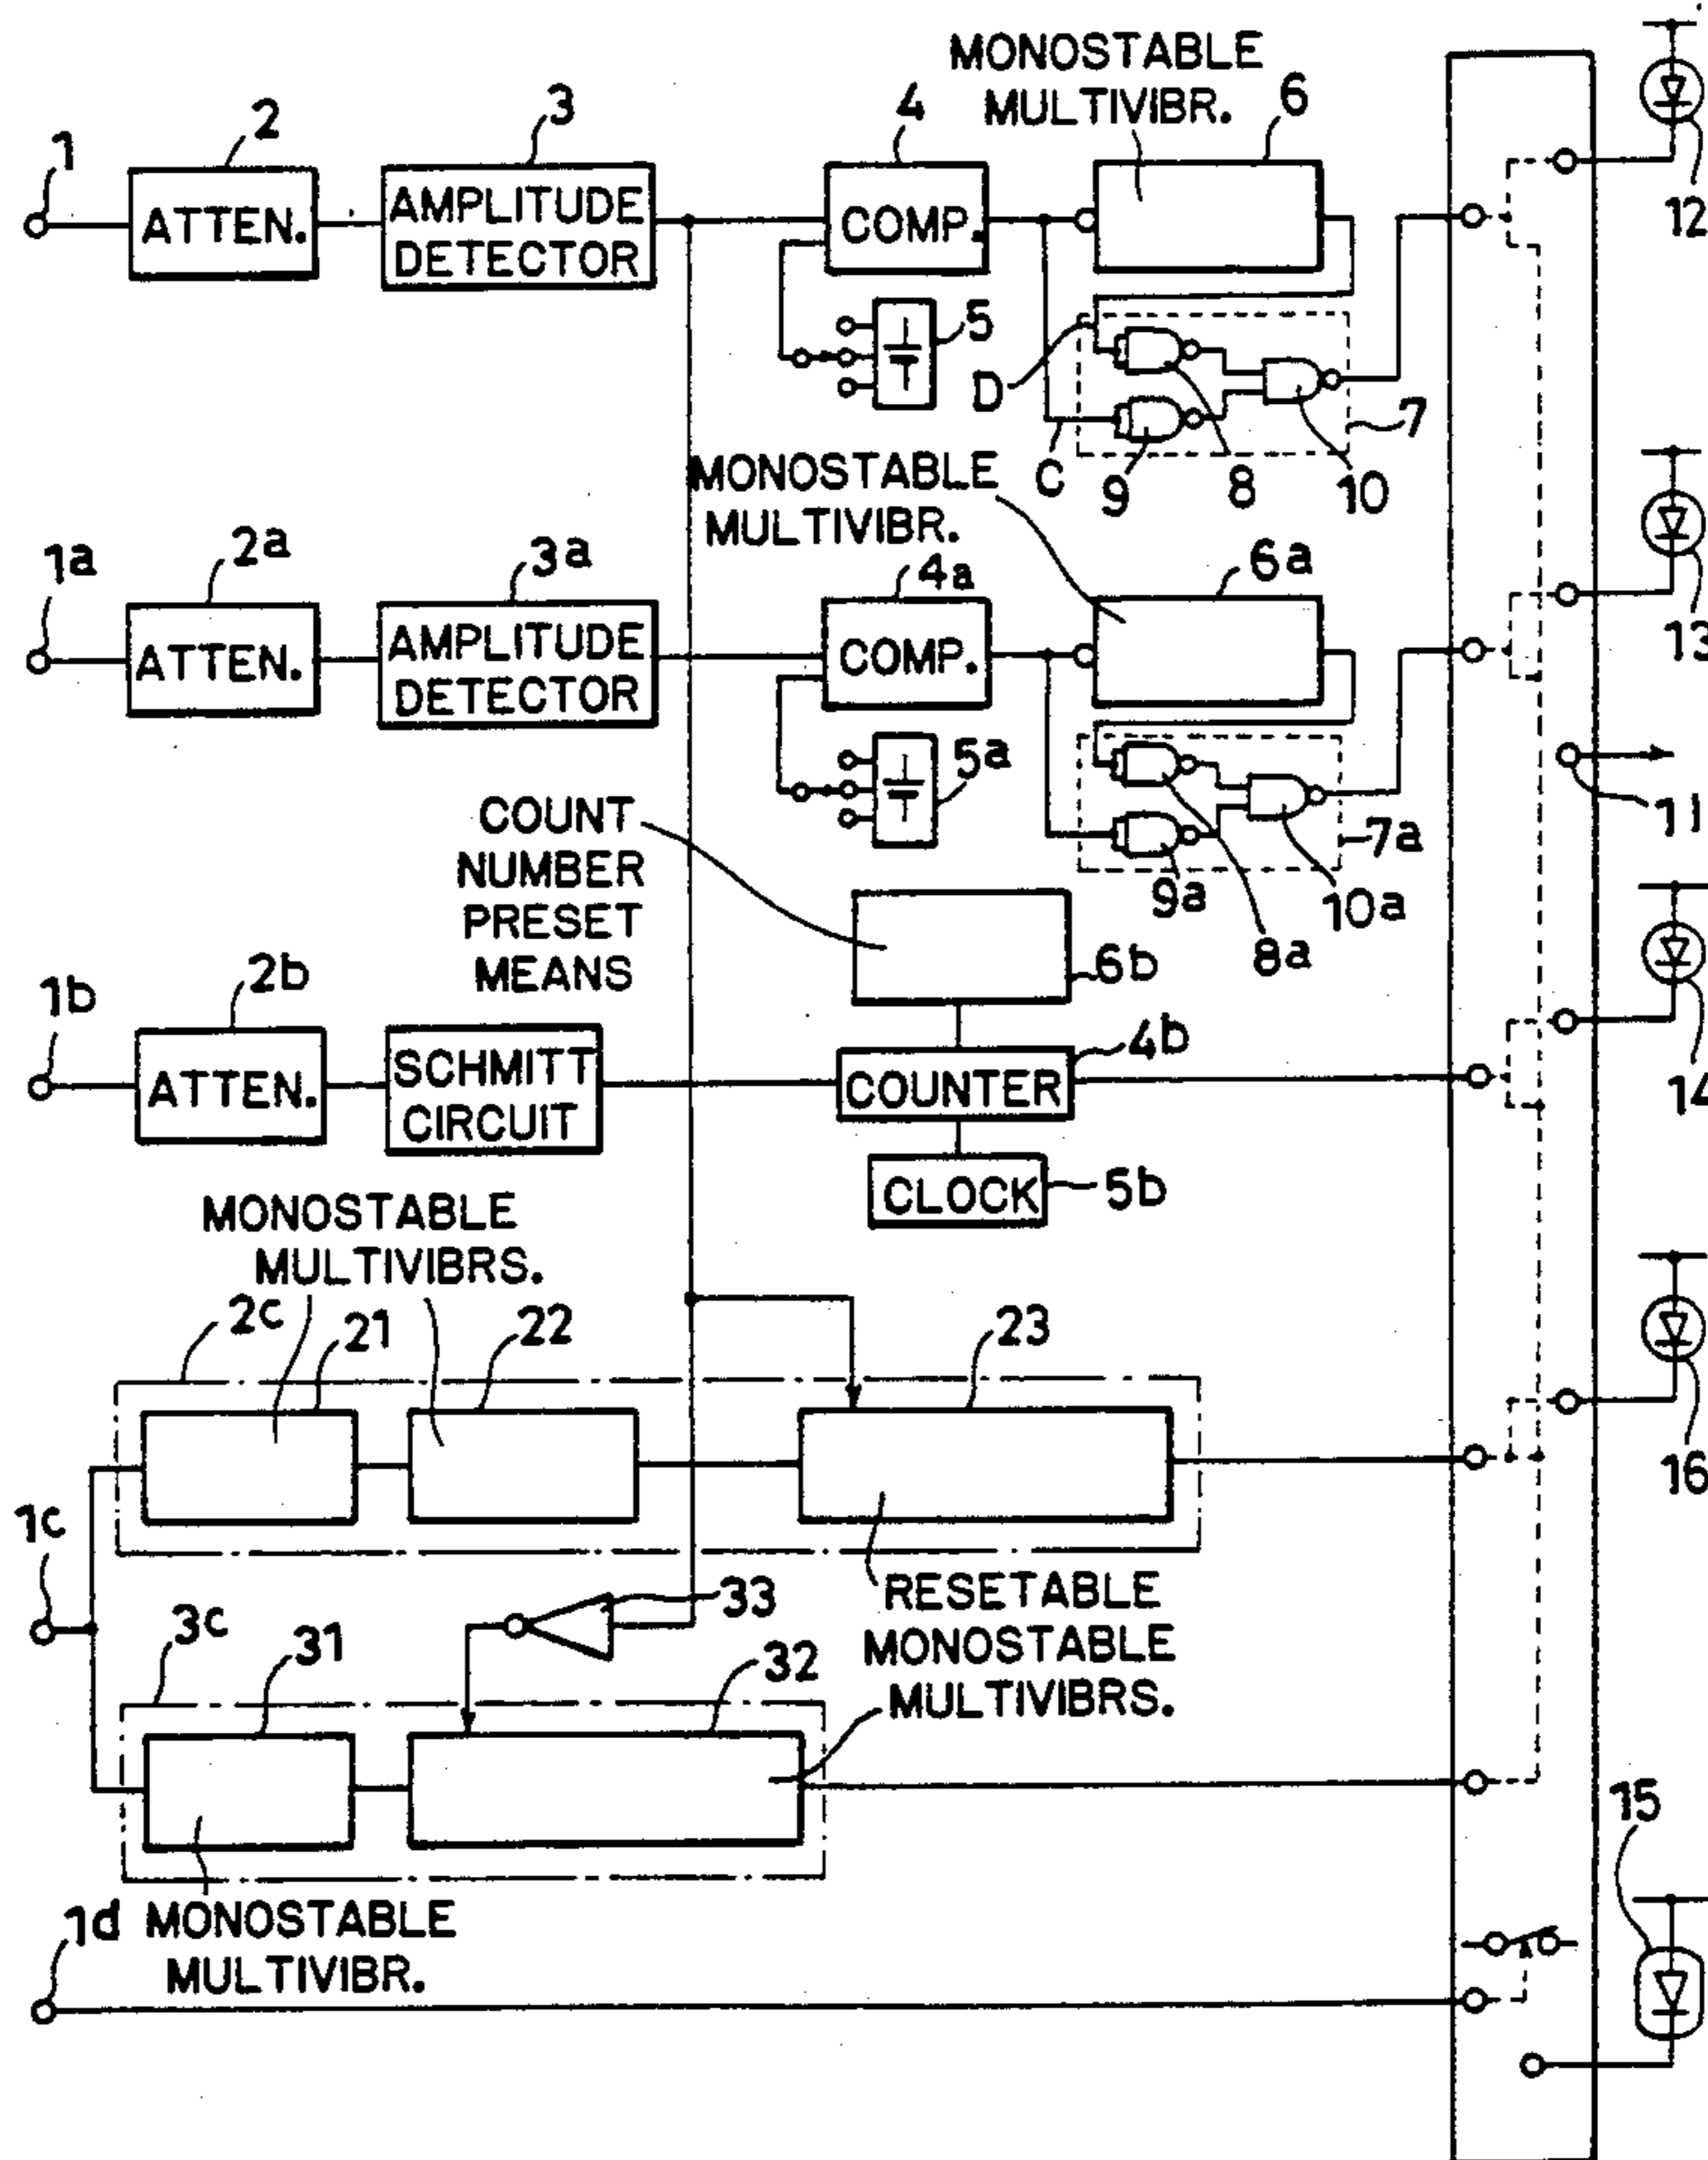 MONOSTABLE
MULTIVIBR.
1
2
3
4
6
12
ATTEN.
AMPLITUDE
DETECTOR
COMP.
5
D
C
9
8
10
7
MONOSTABLE
MULTIVIBR.
1a
2a
3a
4a
6a
13
ATTEN.
AMPLITUDE
DETECTOR
COMP.
5a
7a
11
9a
8a
10a
COUNT
NUMBER
PRESET
MEANS
6b
1b
2b
4b
14
ATTEN.
SCHMITT
CIRCUIT
COUNTER
CLOCK
5b
MONOSTABLE
MULTIVIBRS.
2c
21
22
23
16
1c
RESETABLE
MONOSTABLE
MULTIVIBRS.
33
3c
31
32
15
1d
MONOSTABLE
MULTIVIBR.